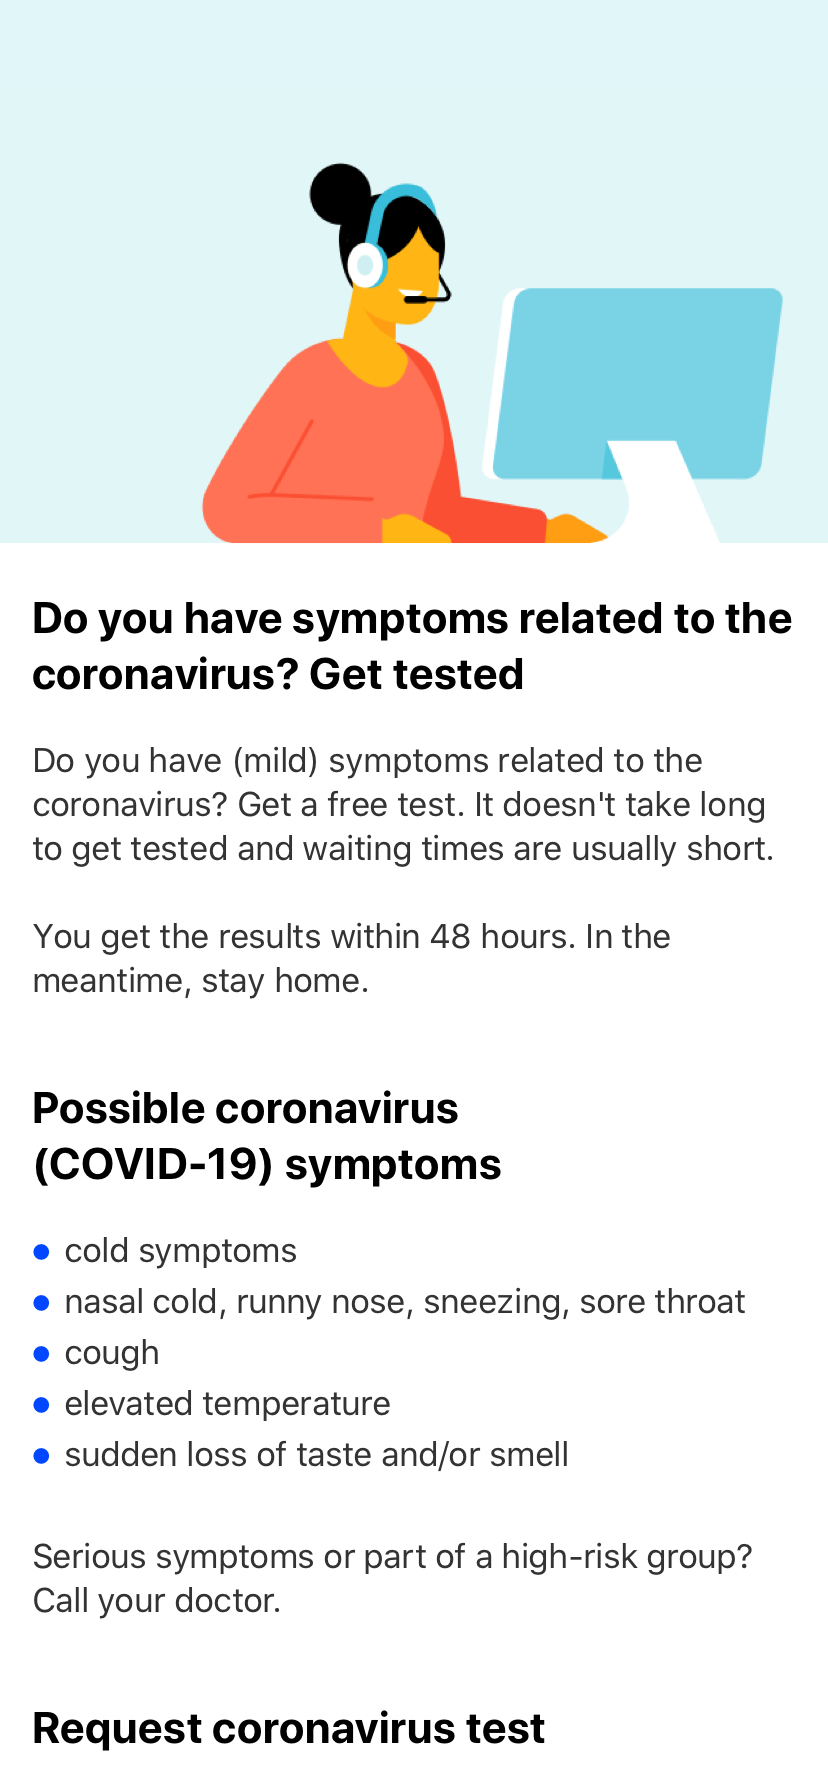 Do you have symptoms related to the
coronavirus? Get tested
Do you have (mild) symptoms related to the
coronavirus? Get a free test. It doesn't take long
to get tested and waiting times are usually short.
You get the results within 48 hours. In the
meantime, stay home.
Possible coronavirus
(COVID-19) symptoms
• cold symptoms
• nasal cold, runny nose, sneezing, sore throat
• cough
• elevated temperature
• sudden loss of taste and/or smell
Serious symptoms or part of a high-risk group?
Call your doctor.
Request coronavirus test